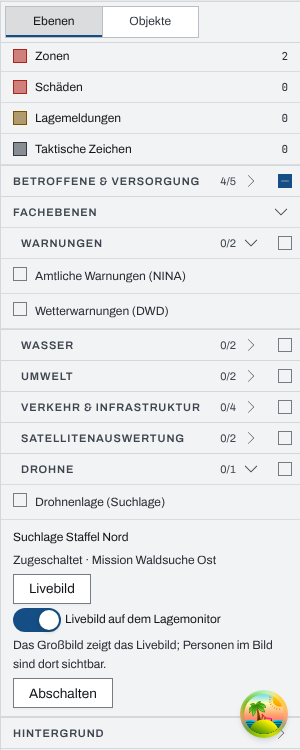 Ebenen Objekte
Zonen 2
Schäden 0
Lagemeldungen 0
Taktische Zeichen 0
BETROFFENE & VERSORGUNG 4/5
FACHEBENEN
WARNUNGEN 0/2
Amtliche Warnungen (NINA)
Wetterwarnungen (DWD)
WASSER 0/2
UMWELT 0/2
VERKEHR & INFRASTRUKTUR 0/4
SATELLITENAUSWERTUNG 0/2
DROHNE 0/1
Drohnenlage (Suchlage)
Suchlage Staffel Nord
Zugeschaltet · Mission Waldsuche Ost
Livebild
Livebild auf dem Lagemonitor
Das Großbild zeigt das Livebild; Personen im Bild
sind dort sichtbar.
Abschalten
HINTERGRUND